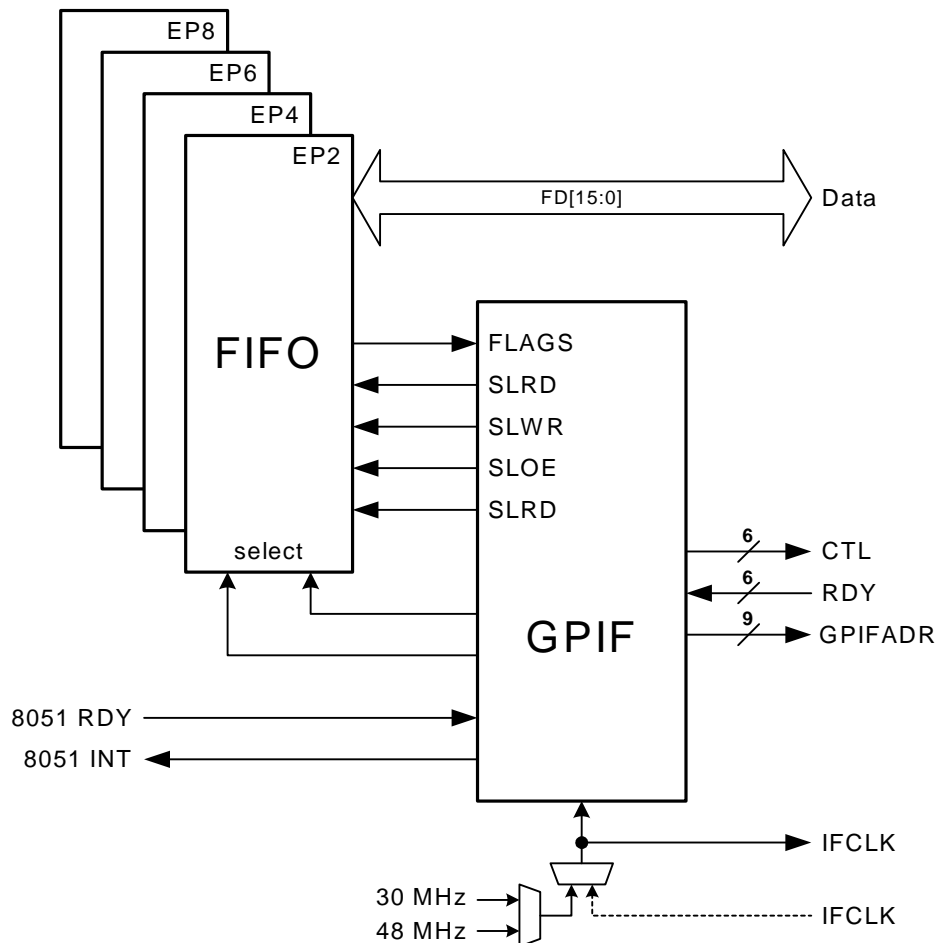 EP8
EP6
EP4
EP2
FD[15:0]
Data
FIFO
FLAGS
SLRD
SLWR
SLOE
SLRD
select
6
CTL
6
RDY
9
GPIFADR
GPIF
8051 RDY
8051 INT
IFCLK
30 MHz
48 MHz
IFCLK